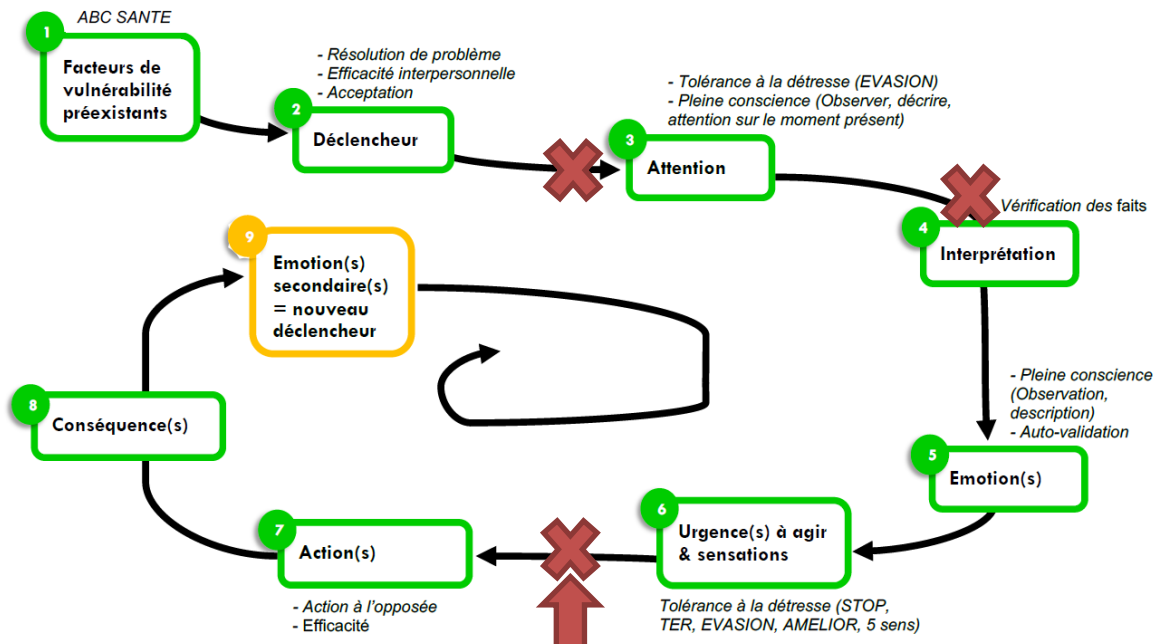 ABC SANTE
1
Facteurs de
vulnérabilité
préexistants
- Résolution de problème
- Efficacité interpersonnelle
- Acceptation
2
Déclencheur
- Tolérance à la détresse (EVASION)
- Pleine conscience (Observer, décrire,
attention sur le moment présent)
3
Attention
Vérification des faits
4
Interprétation
- Pleine conscience
(Observation,
description)
- Auto-validation
5
Emotion(s)
6
Urgence(s) à agir
& sensations
Tolérance à la détresse (STOP,
TER, EVASION, AMELIOR, 5 sens)
7
Action(s)
- Action à l'opposée
- Efficacité
8
Conséquence(s)
9
Emotion(s)
secondaire(s)
= nouveau
déclencheur